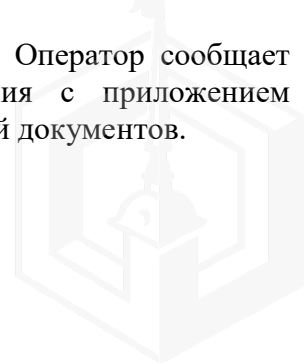 Оператор сообщает
ия с приложением
й документов.